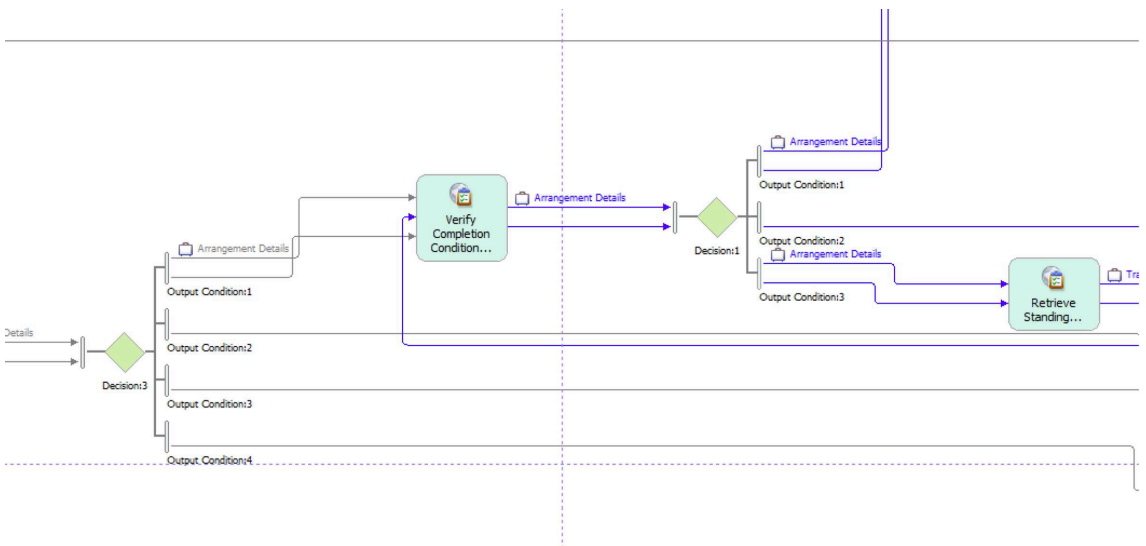 Arrangement Details
Output Condition:1
Arrangement Details
Verify
Completion
Condition...
Output Condition:2
Decision:1
Arrangement Details
Arrangement Details
Output Condition:3
Tra
Retrieve
Standing...
Output Condition:1
Details
Output Condition:2
Decision:3
Output Condition:3
Output Condition:4